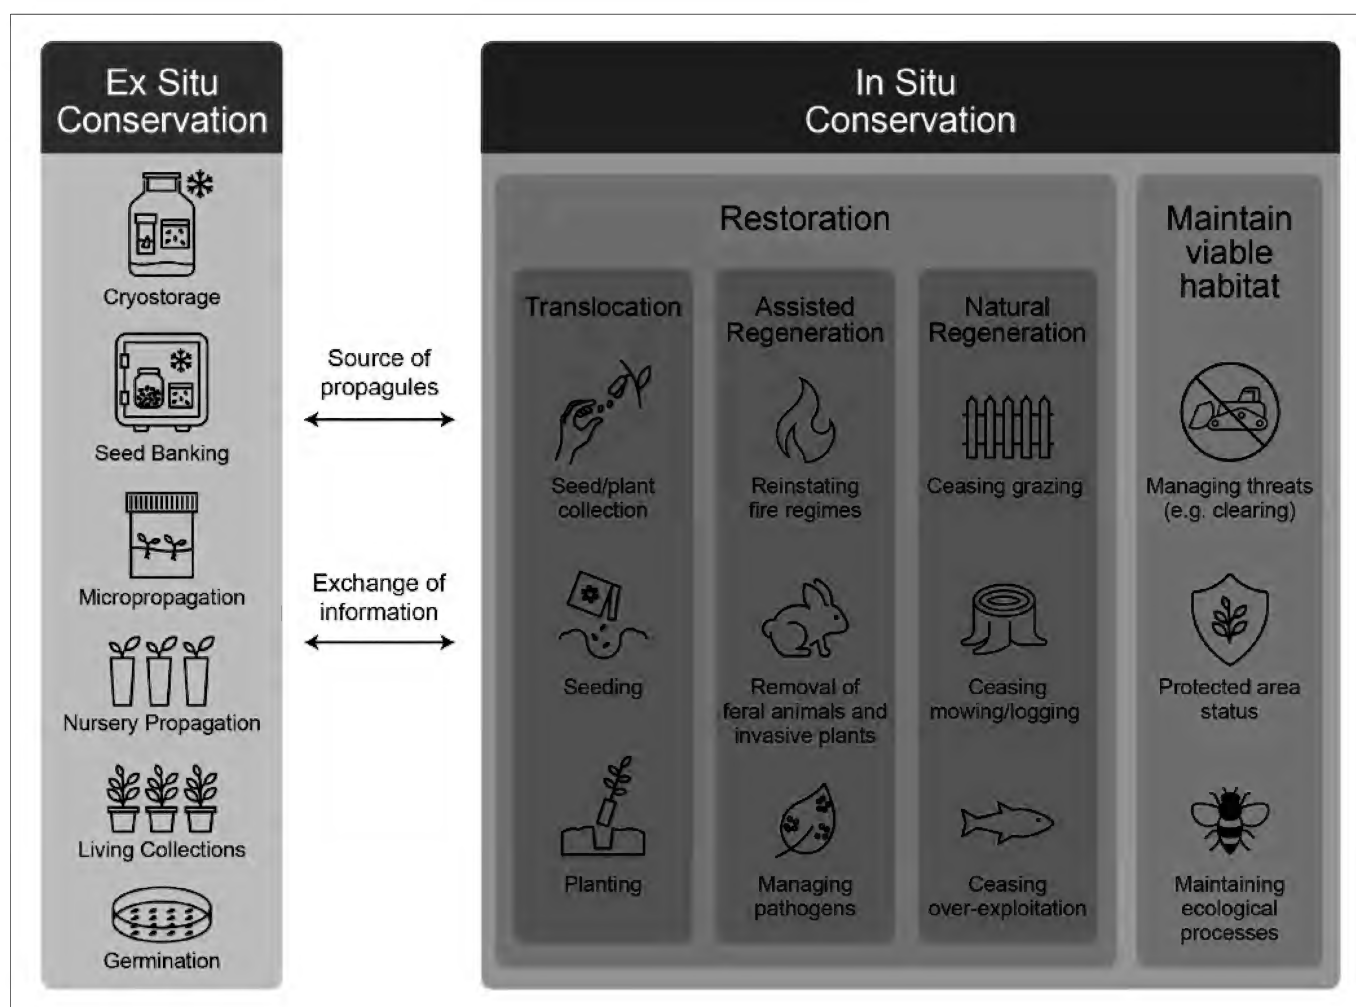 Ex Situ
Conservation
Cryostorage
Seed Banking
Micropropagation
Nursery Propagation
Living Collections
Germination
Source of
propagules
Exchange of
information
In Situ
Conservation
Restoration
Translocation
Seed/plant
collection
Seeding
Planting
Assisted
Regeneration
Reinstating
fire regimes
Removal of
feral animals and
invasive plants
Managing
pathogens
Natural
Regeneration
Ceasing grazing
Ceasing
mowing/logging
Ceasing
over-exploitation
Maintain
viable
habitat
Managing threats
(e.g. clearing)
Protected area
status
Maintaining
ecological
processes